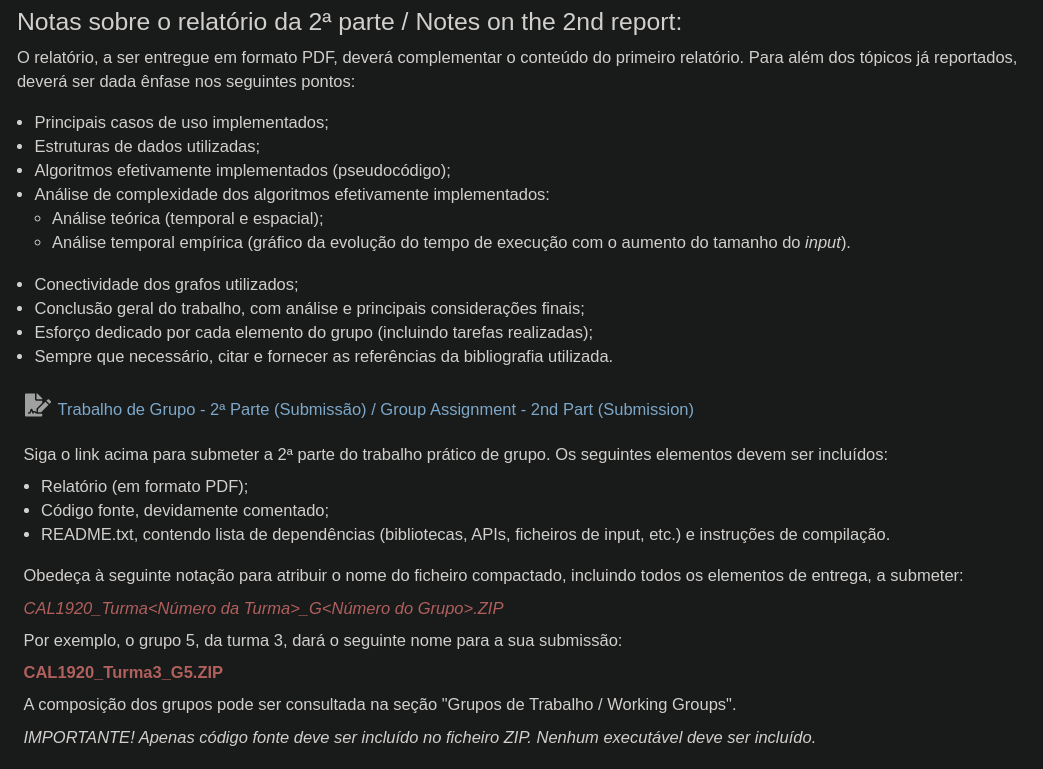 Notas sobre o relatório da 2ª parte / Notes on the 2nd report:
O relatório, a ser entregue em formato PDF, deverá complementar o conteúdo do primeiro relatório. Para além dos tópicos já reportados,
deverá ser dada ênfase nos seguintes pontos:
Principais casos de uso implementados;
Estruturas de dados utilizadas;
Algoritmos efetivamente implementados (pseudocódigo);
Análise de complexidade dos algoritmos efetivamente implementados:
Análise teórica (temporal e espacial);
Análise temporal empírica (gráfico da evolução do tempo de execução com o aumento do tamanho do input).
Conectividade dos grafos utilizados;
Conclusão geral do trabalho, com análise e principais considerações finais;
Esforço dedicado por cada elemento do grupo (incluindo tarefas realizadas);
Sempre que necessário, citar e fornecer as referências da bibliografia utilizada.
Trabalho de Grupo - 2ª Parte (Submissão) / Group Assignment - 2nd Part (Submission)
Siga o link acima para submeter a 2ª parte do trabalho prático de grupo. Os seguintes elementos devem ser incluídos:
Relatório (em formato PDF);
Código fonte, devidamente comentado;
README.txt, contendo lista de dependências (bibliotecas, APIs, ficheiros de input, etc.) e instruções de compilação.
Obedeça à seguinte notação para atribuir o nome do ficheiro compactado, incluindo todos os elementos de entrega, a submeter:
CAL1920_Turma<Número da Turma>_G<Número do Grupo>.ZIP
Por exemplo, o grupo 5, da turma 3, dará o seguinte nome para a sua submissão:
CAL1920_Turma3_G5.ZIP
A composição dos grupos pode ser consultada na seção "Grupos de Trabalho / Working Groups".
IMPORTANTE! Apenas código fonte deve ser incluído no ficheiro ZIP. Nenhum executável deve ser incluído.